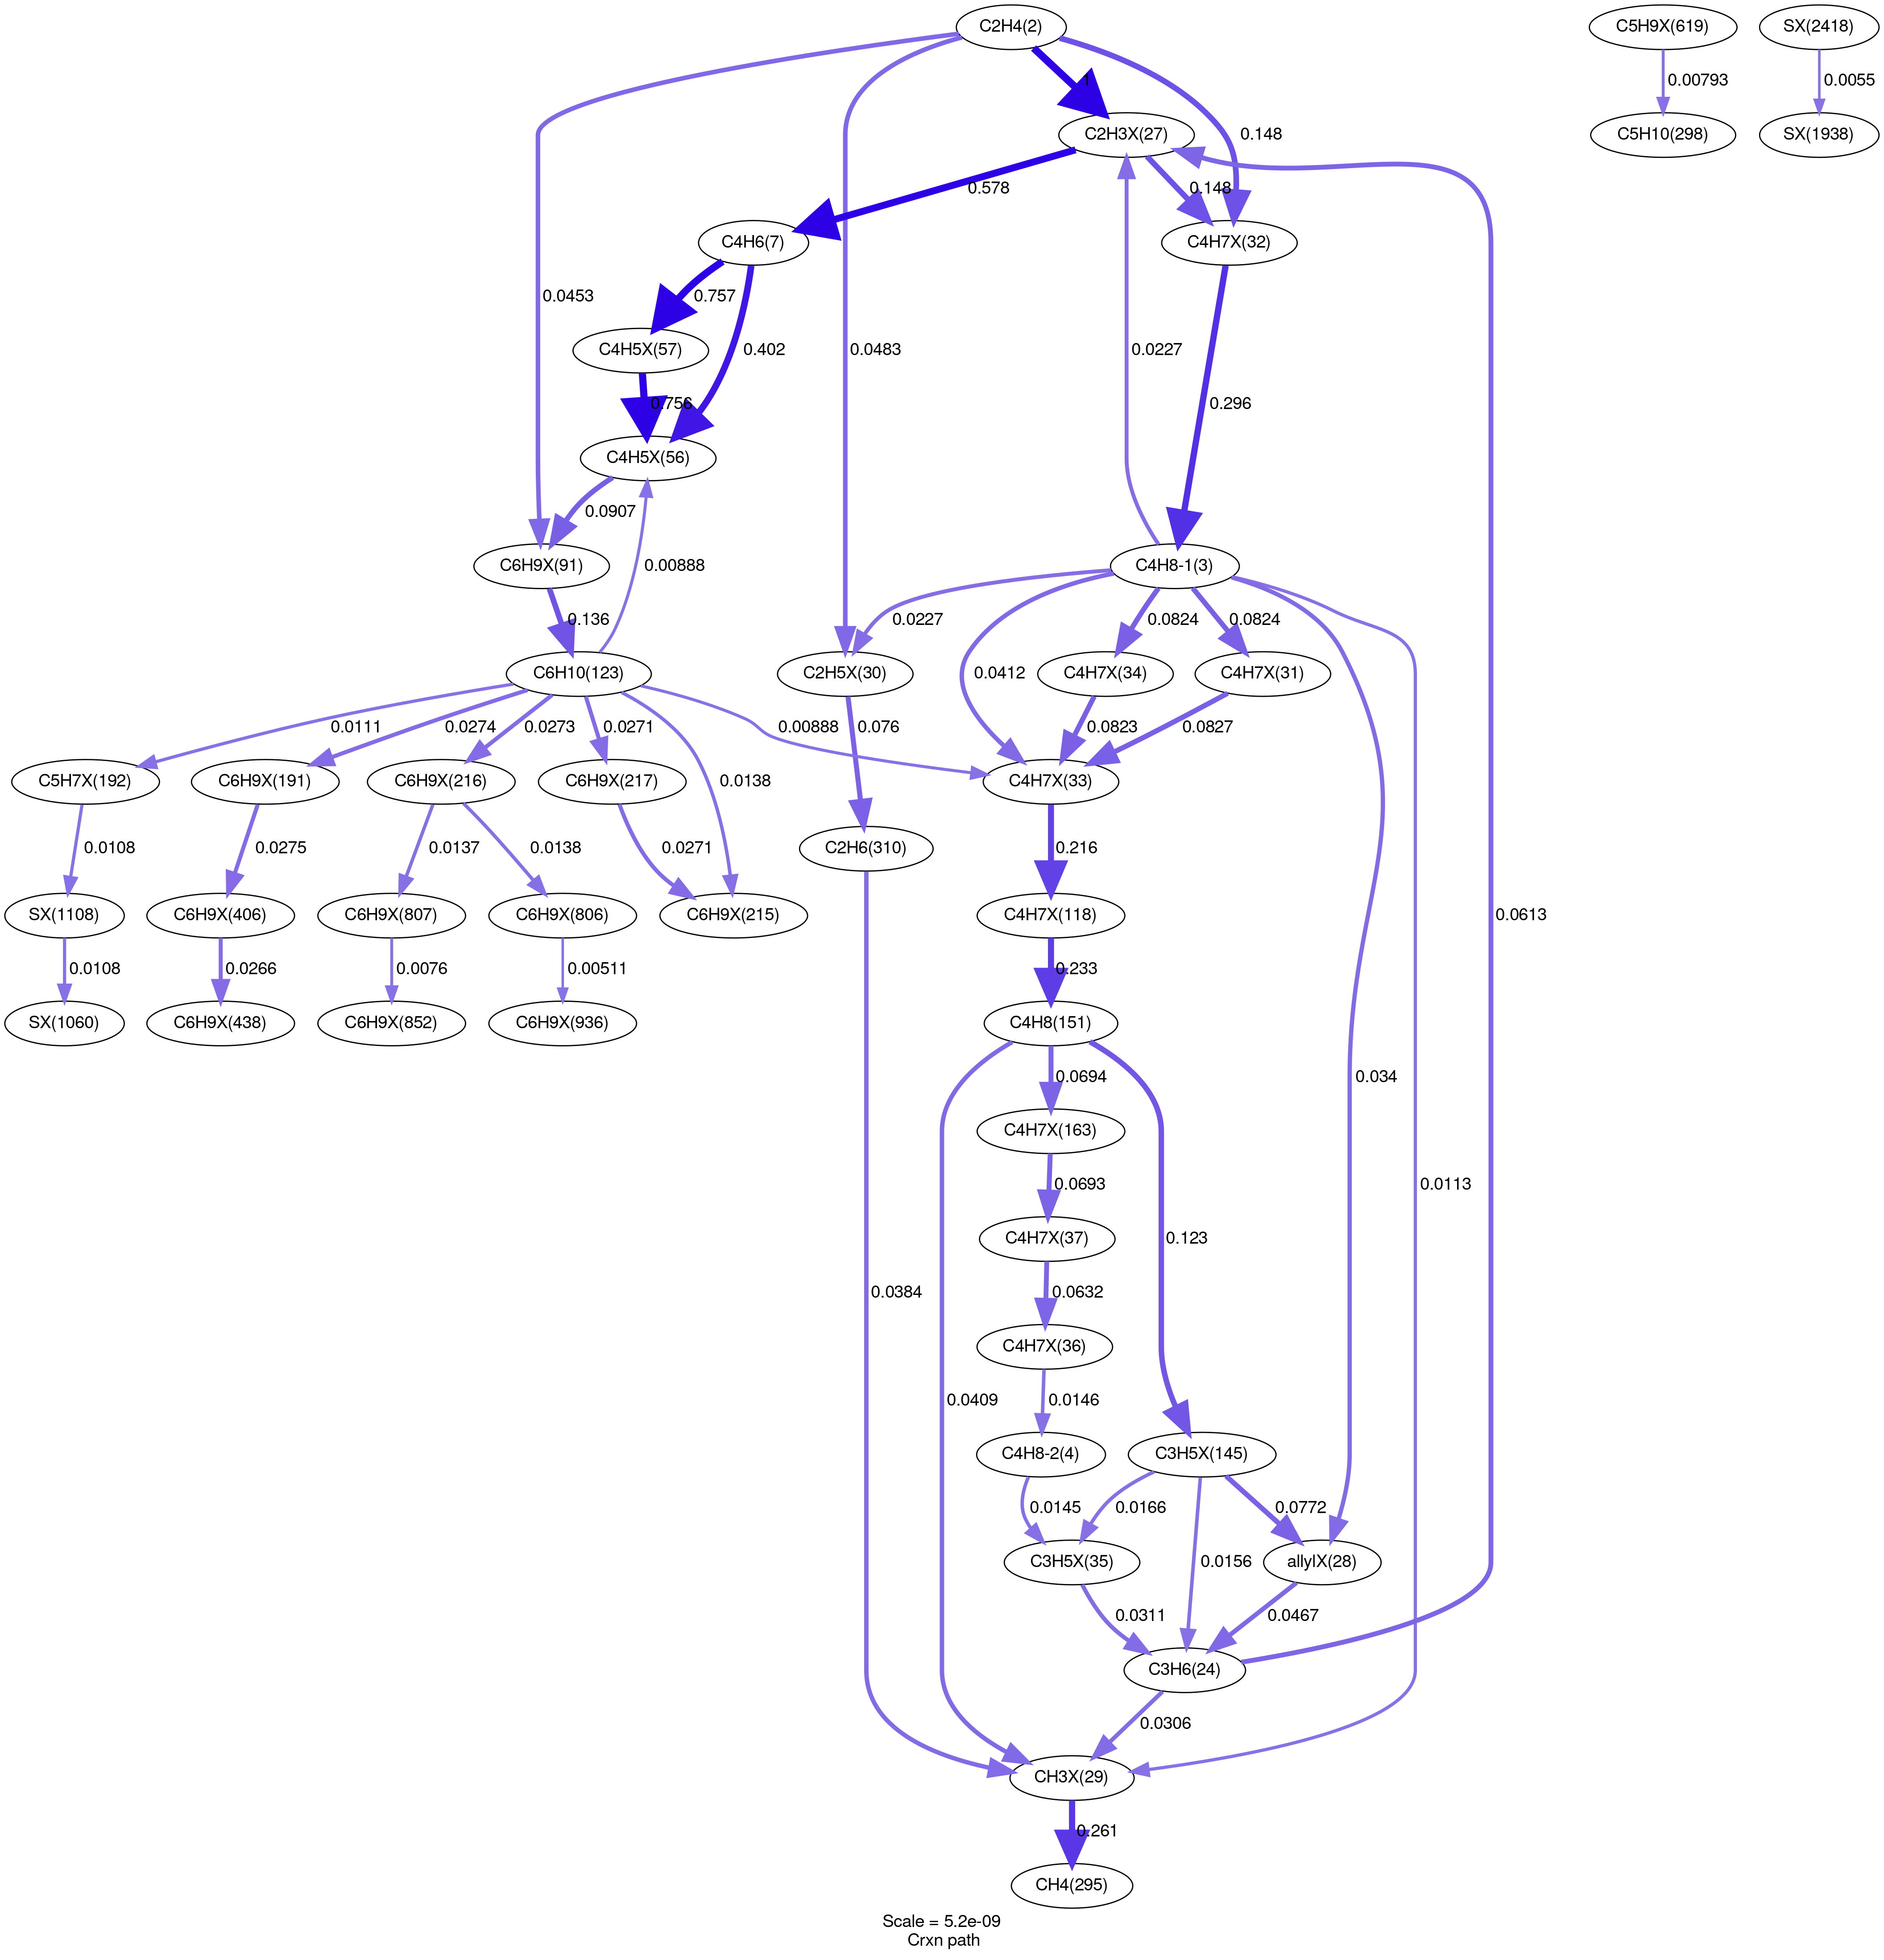 C2H4(2)
C5H9X(619)
SX(2418)
1
0.00793
0.0055
C2H3X(27)
0.148
C5H10(298)
SX(1938)
0.578
0.148
C4H6(7)
C4H7X(32)
0.0453
0.757
0.0483
C4H5X(57)
0.402
0.0227
0.756
0.296
C4H5X(56)
0.0907
C6H9X(91)
0.00888
C4H8-1(3)
0.136
0.0227
0.0824
0.0824
C6H10(123)
C2H5X(30)
0.0412
C4H7X(34)
C4H7X(31)
0.0111
0.0274
0.0273
0.0271
0.00888
0.076
0.0823
0.0827
C5H7X(192)
C6H9X(191)
C6H9X(216)
C6H9X(217)
0.0138
C4H7X(33)
0.0108
0.0275
0.0137
0.0138
0.0271
C2H6(310)
0.216
SX(1108)
C6H9X(406)
C6H9X(807)
C6H9X(806)
C6H9X(215)
C4H7X(118)
0.0613
0.0108
0.0266
0.0076
0.00511
0.233
SX(1060)
C6H9X(438)
C6H9X(852)
C6H9X(936)
C4H8(151)
0.0694
0.034
C4H7X(163)
0.0693
0.0113
C4H7X(37)
0.123
0.0384
0.0632
C4H7X(36)
0.0409
0.0146
C4H8-2(4)
C3H5X(145)
0.0145
0.0166
0.0772
C3H5X(35)
0.0156
allylX(28)
0.0311
0.0467
C3H6(24)
0.0306
CH3X(29)
0.261
CH4(295)
Scale = 5.2e-09
Crxn path